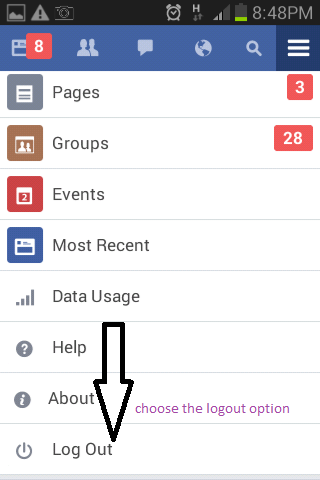 H 8:48PM
8
Pages 3
Groups 28
2
Events
Most Recent
Data Usage
Help
About
choose the logout option
Log Out